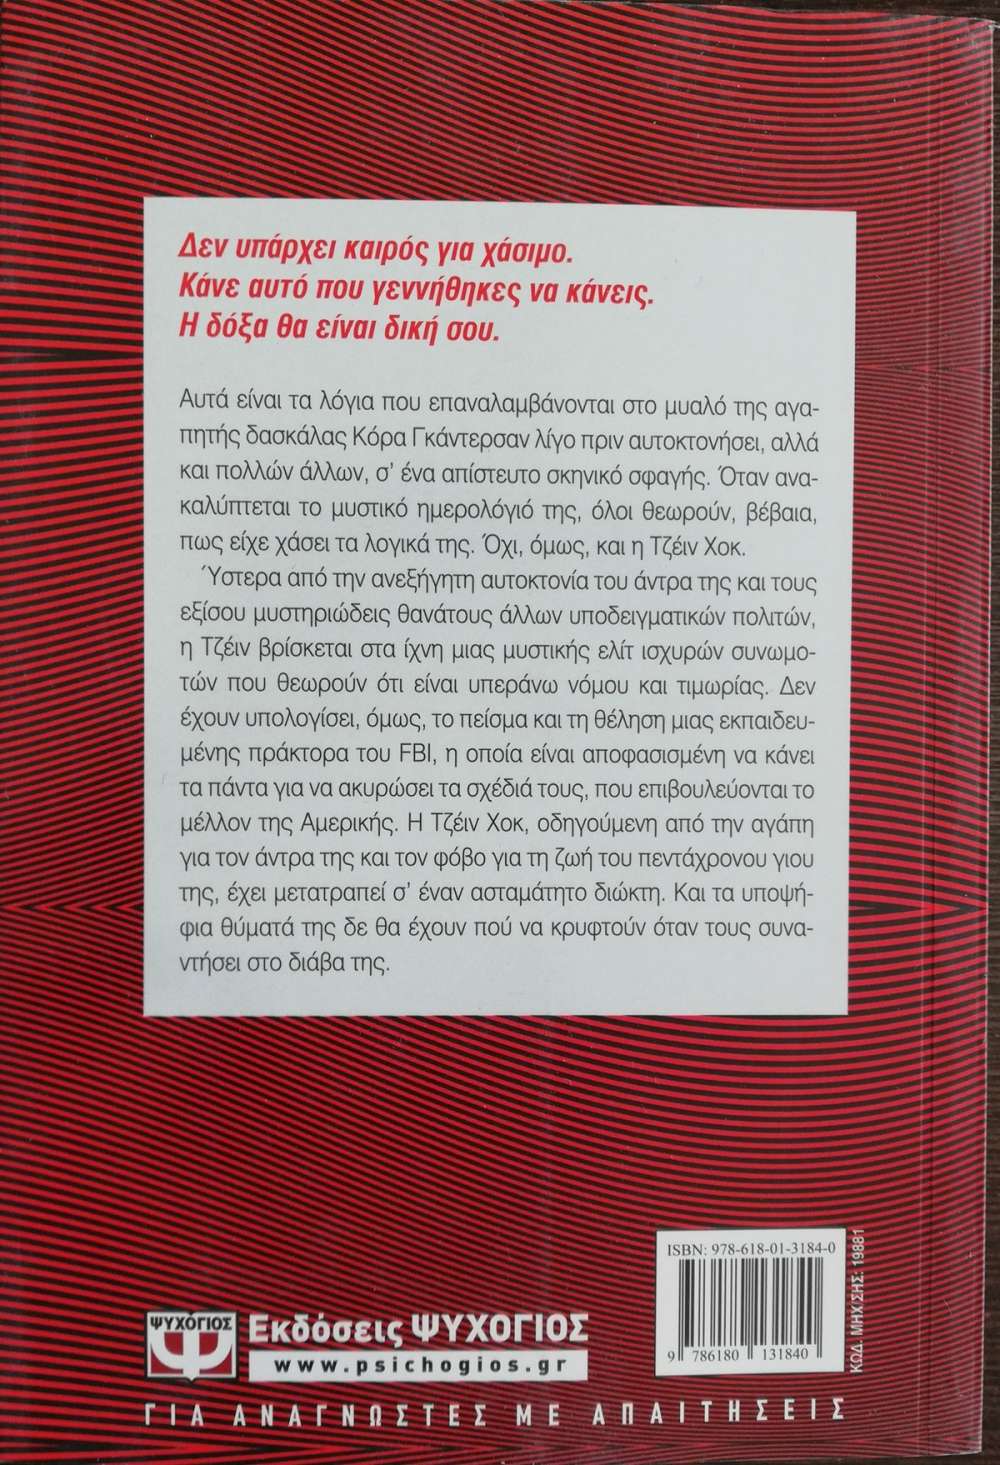 Δεν υπάρχει καιρός για χάσιμο.
Κάνε αυτό που γεννήθηκες να κάνεις.
Η δόξα θα είναι δική σου.
Αυτά είναι τα λόγια που επαναλαμβάνονται στο μυαλό της αγα-
πητής δασκάλας Κόρα Γκάντερσαν λίγο πριν αυτοκτονήσει, αλλά
και πολλών άλλων, σ' ένα απίστευτο σκηνικό σφαγής. Όταν ανα-
καλύπτεται το μυστικό ημερολόγιό της, όλοι θεωρούν, βέβαια,
πως είχε χάσει τα λογικά της. Όχι, όμως, και η Τζέιν Χοκ.
Ύστερα από την ανεξήγητη αυτοκτονία του άντρα της και τους
εξίσου μυστηριώδεις θανάτους άλλων υποδειγματικών πολιτών,
η Τζέιν βρίσκεται στα ίχνη μιας μυστικής ελίτ ισχυρών συνωμο-
τών που θεωρούν ότι είναι υπεράνω νόμου και τιμωρίας. Δεν
έχουν υπολογίσει, όμως, το πείσμα και τη θέληση μιας εκπαιδευ-
μένης πράκτορα του FBI, η οποία είναι αποφασισμένη να κάνει
τα πάντα για να ακυρώσει τα σχέδιά τους, που επιβουλεύονται το
μέλλον της Αμερικής. Η Τζέιν Χοκ, οδηγούμενη από την αγάπη
για τον άντρα της και τον φόβο για τη ζωή του πεντάχρονου γιου
της, έχει μετατραπεί σ' έναν ασταμάτητο διώκτη. Και τα υποψή-
φια θύματά της δε θα έχουν πού να κρυφτούν όταν τους συνα-
ντήσει στο διάβα της.
ISBN: 978-618-01-3184-0
9 786180 131840
ΚΩΔ. ΜΗΧ/ΣΗΣ: 19881
ΨΥΧΟΓΙΟΣ
Εκδόσεις ΨΥΧΟΓΙΟΣ
www.psichogios.gr
ΓΙΑ ΑΝΑΓΝΩΣΤΕΣ ΜΕ ΑΠΑΙΤΗΣΕΙΣ